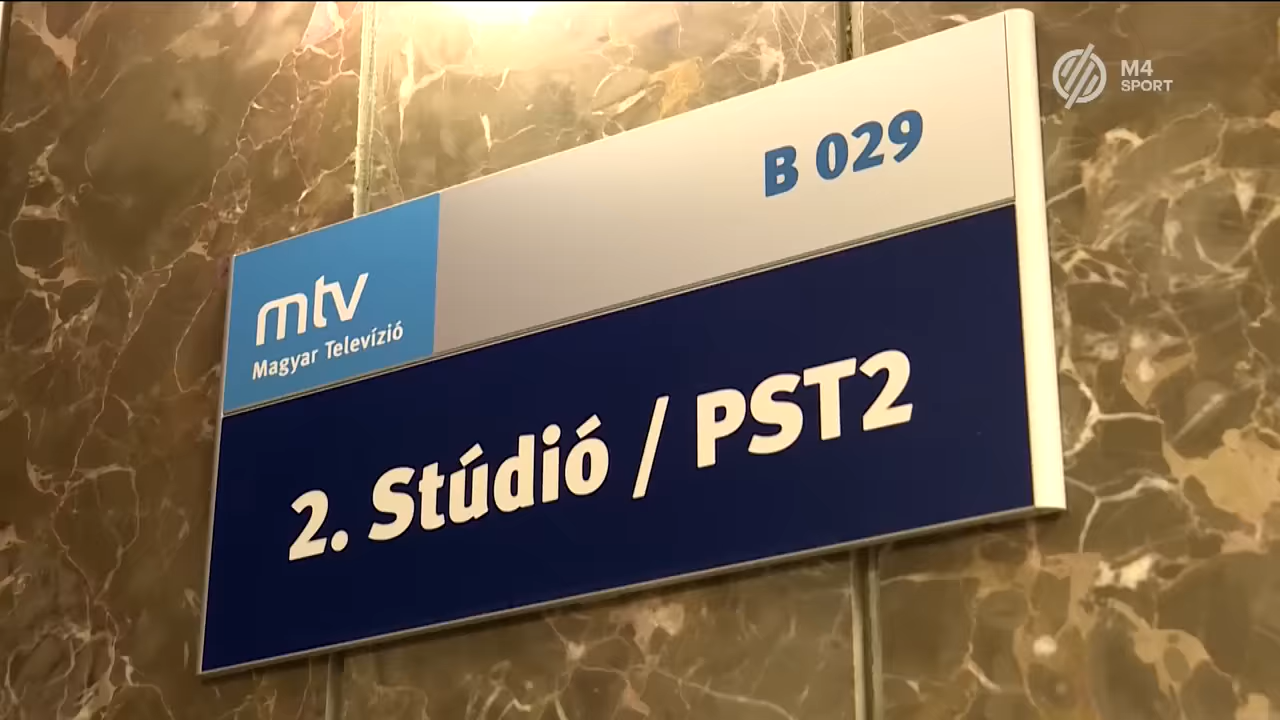 M4
SPORT
B 029
mtv
Magyar Televízió
2. Stúdió / PST2